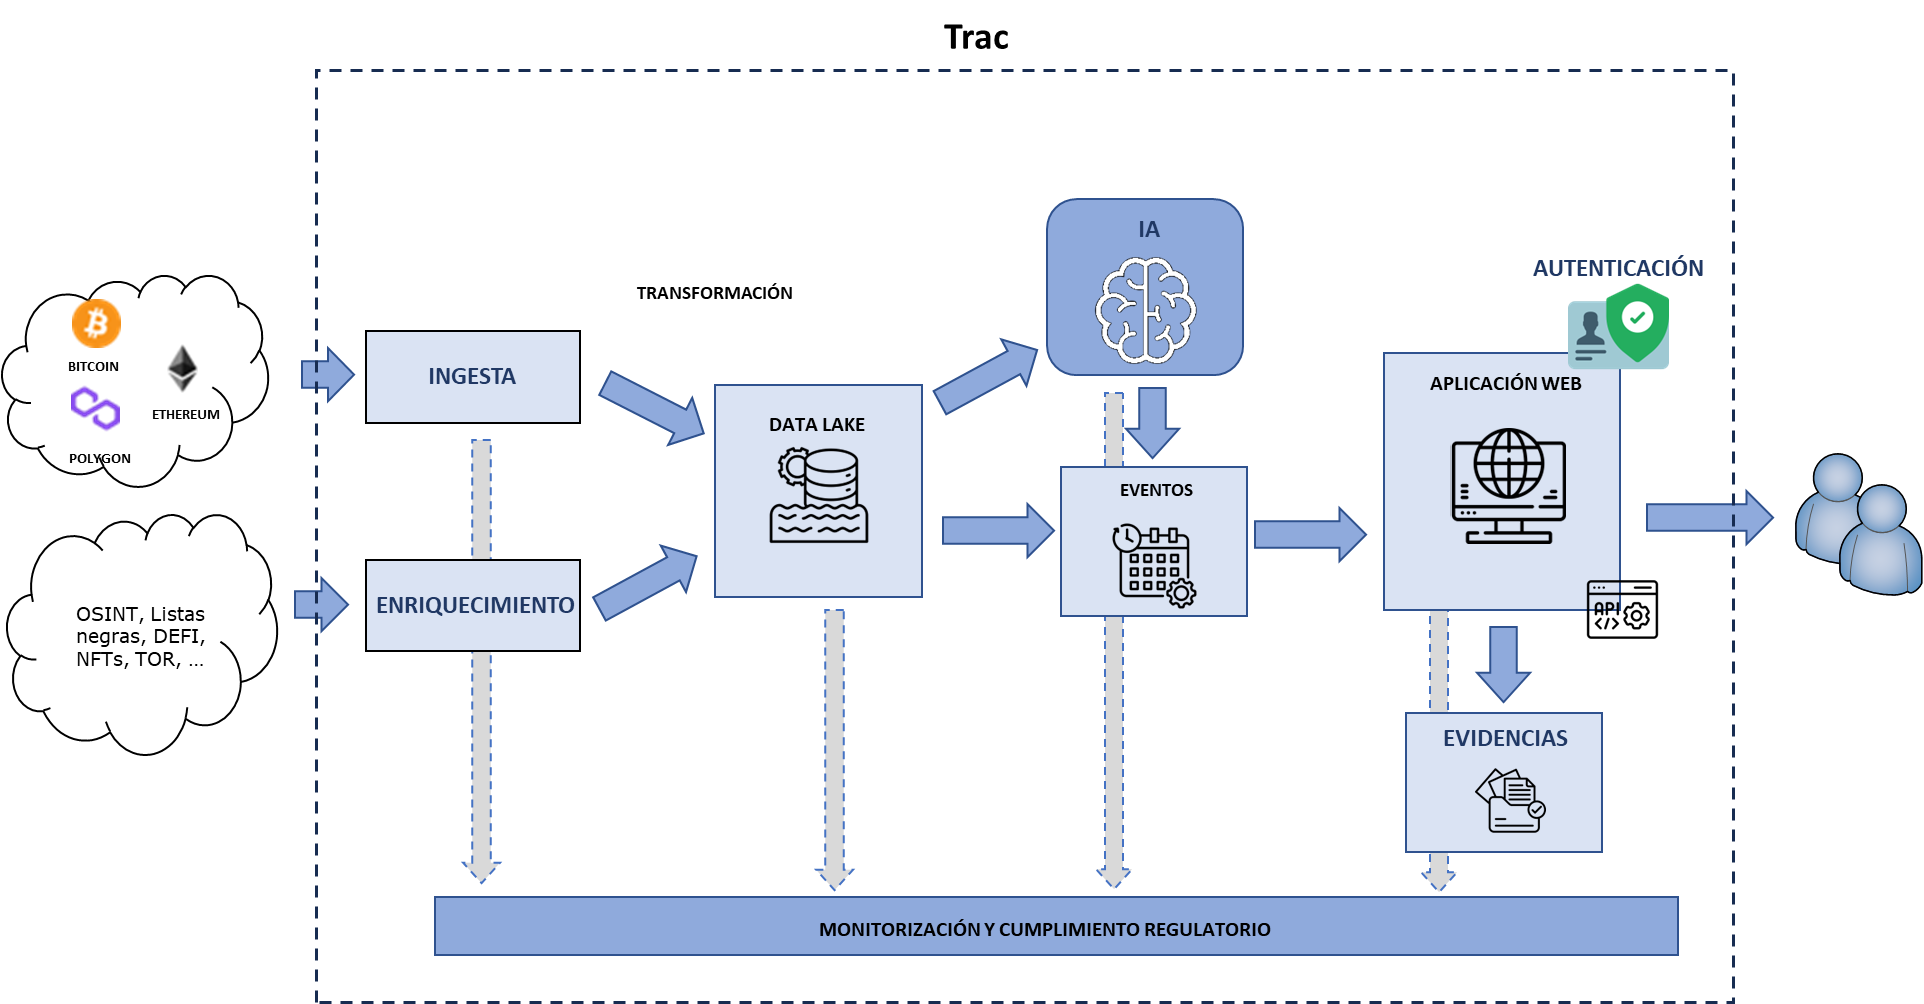 Trac
BITCOIN
ETHEREUM
POLYGON
OSINT, Listas
negras, DEFI,
NFTs, TOR, ...
INGESTA
ENRIQUECIMIENTO
TRANSFORMACIÓN
DATA LAKE
IA
EVENTOS
AUTENTICACIÓN
APLICACIÓN WEB
API
EVIDENCIAS
MONITORIZACIÓN Y CUMPLIMIENTO REGULATORIO